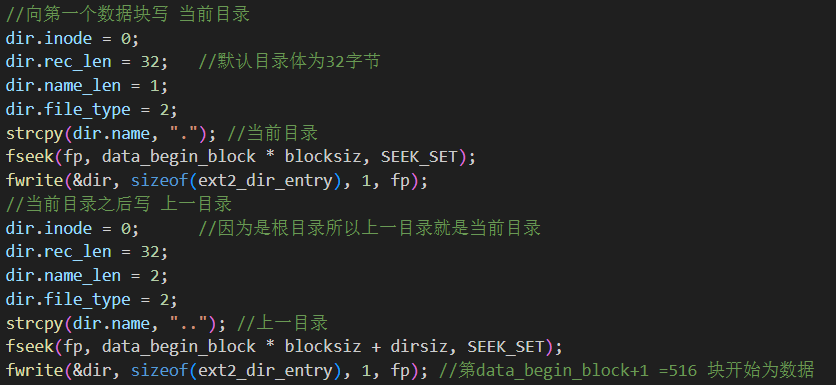 //向第一个数据块写 当前目录
dir.inode = 0;
dir.rec_len = 32;   //默认目录体为32字节
dir.name_len = 1;
dir.file_type = 2;
strcpy(dir.name, "."); //当前目录
fseek(fp, data_begin_block * blocksiz, SEEK_SET);
fwrite(&dir, sizeof(ext2_dir_entry), 1, fp);
//当前目录之后写 上一目录
dir.inode = 0;      //因为是根目录所以上一目录就是当前目录
dir.rec_len = 32;
dir.name_len = 2;
dir.file_type = 2;
strcpy(dir.name, ".."); //上一目录
fseek(fp, data_begin_block * blocksiz + dirsiz, SEEK_SET);
fwrite(&dir, sizeof(ext2_dir_entry), 1, fp); //第data_begin_block+1 =516 块开始为数据